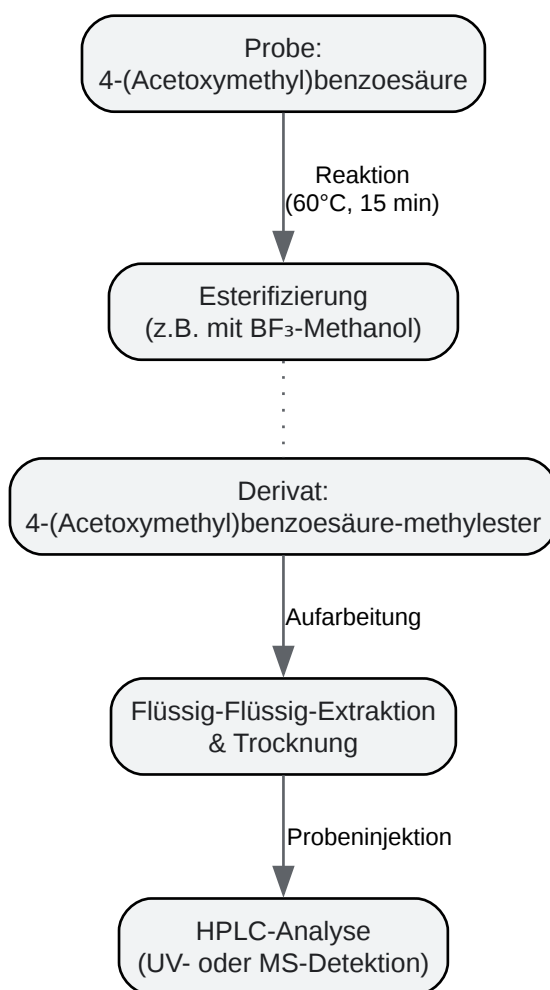 Probe:
4-(Acetoxymethyl)benzoesäure
Reaktion
(60°C, 15 min)
Esterifizierung
(z.B. mit BF₃-Methanol)
Derivat:
4-(Acetoxymethyl)benzoesäure-methylester
Aufarbeitung
Flüssig-Flüssig-Extraktion
& Trocknung
Probeninjektion
HPLC-Analyse
(UV- oder MS-Detektion)